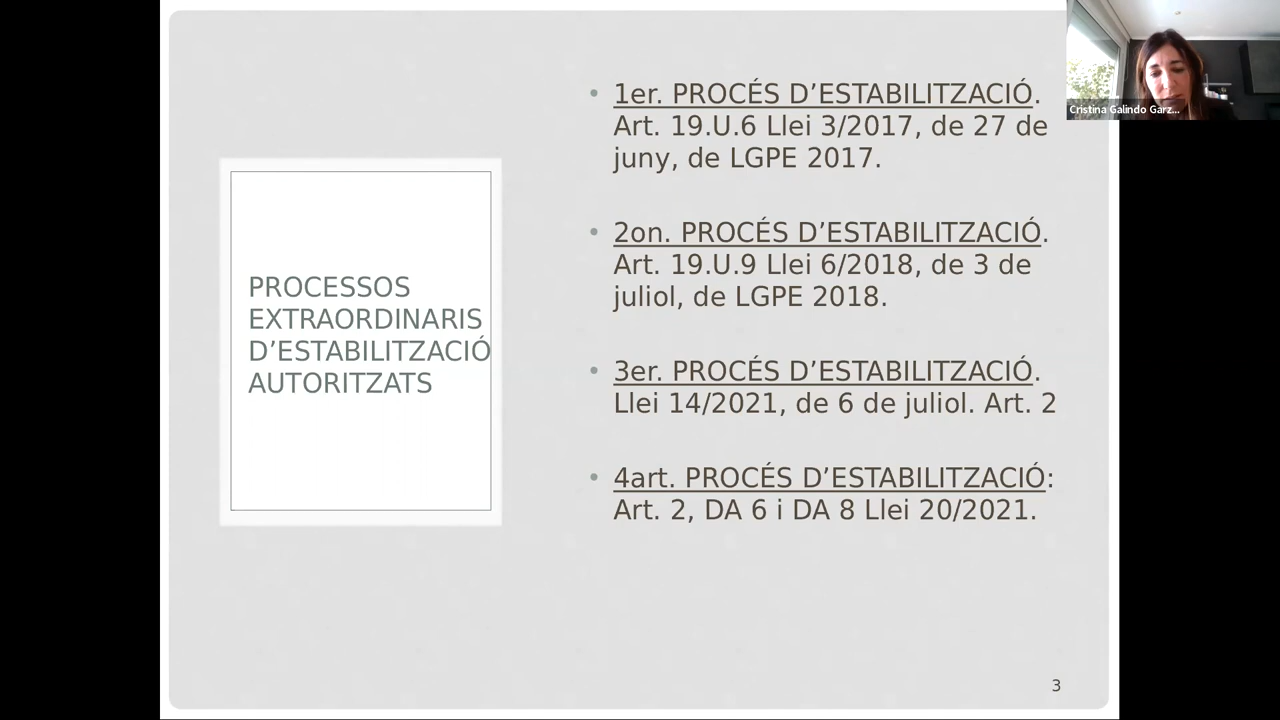 PROCESSOS
EXTRAORDINARIS
D’ESTABILITZACIÓ
AUTORITZATS
• 1er. PROCÉS D’ESTABILITZACIÓ.
Art. 19.U.6 Llei 3/2017, de 27 de
juny, de LGPE 2017.
• 2on. PROCÉS D’ESTABILITZACIÓ.
Art. 19.U.9 Llei 6/2018, de 3 de
juliol, de LGPE 2018.
• 3er. PROCÉS D’ESTABILITZACIÓ.
Llei 14/2021, de 6 de juliol. Art. 2
• 4art. PROCÉS D’ESTABILITZACIÓ:
Art. 2, DA 6 i DA 8 Llei 20/2021.
3
Cristina Galindo Garz...